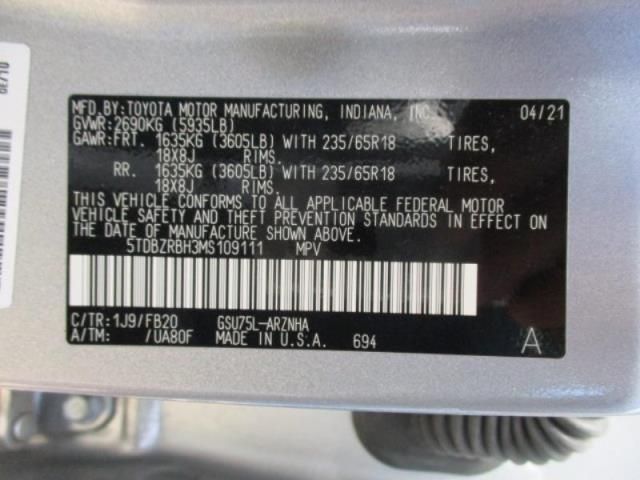 MFD.BY:TOYOTA MOTOR MANUFACTURING, INDIANA, INC. 04/21
GVWR:2690KG (5935LB)
GAWR:FRT. 1635KG (3605LB) WITH 235/65R18 TIRES,
18X8J RIMS.
RR. 1635KG (3605LB) WITH 235/65R18 TIRES,
18X8J RIMS.
THIS VEHICLE CONFORMS TO ALL APPLICABLE FEDERAL MOTOR
VEHICLE SAFETY AND THEFT PREVENTION STANDARDS IN EFFECT ON
THE DATE OF MANUFACTURE SHOWN ABOVE.
5TDBZRBH3MS109111 MPV
C/TR:1J9/FB20 GSU75L-ARZNHA
A/TM: /UA80F MADE IN U.S.A. 694 A